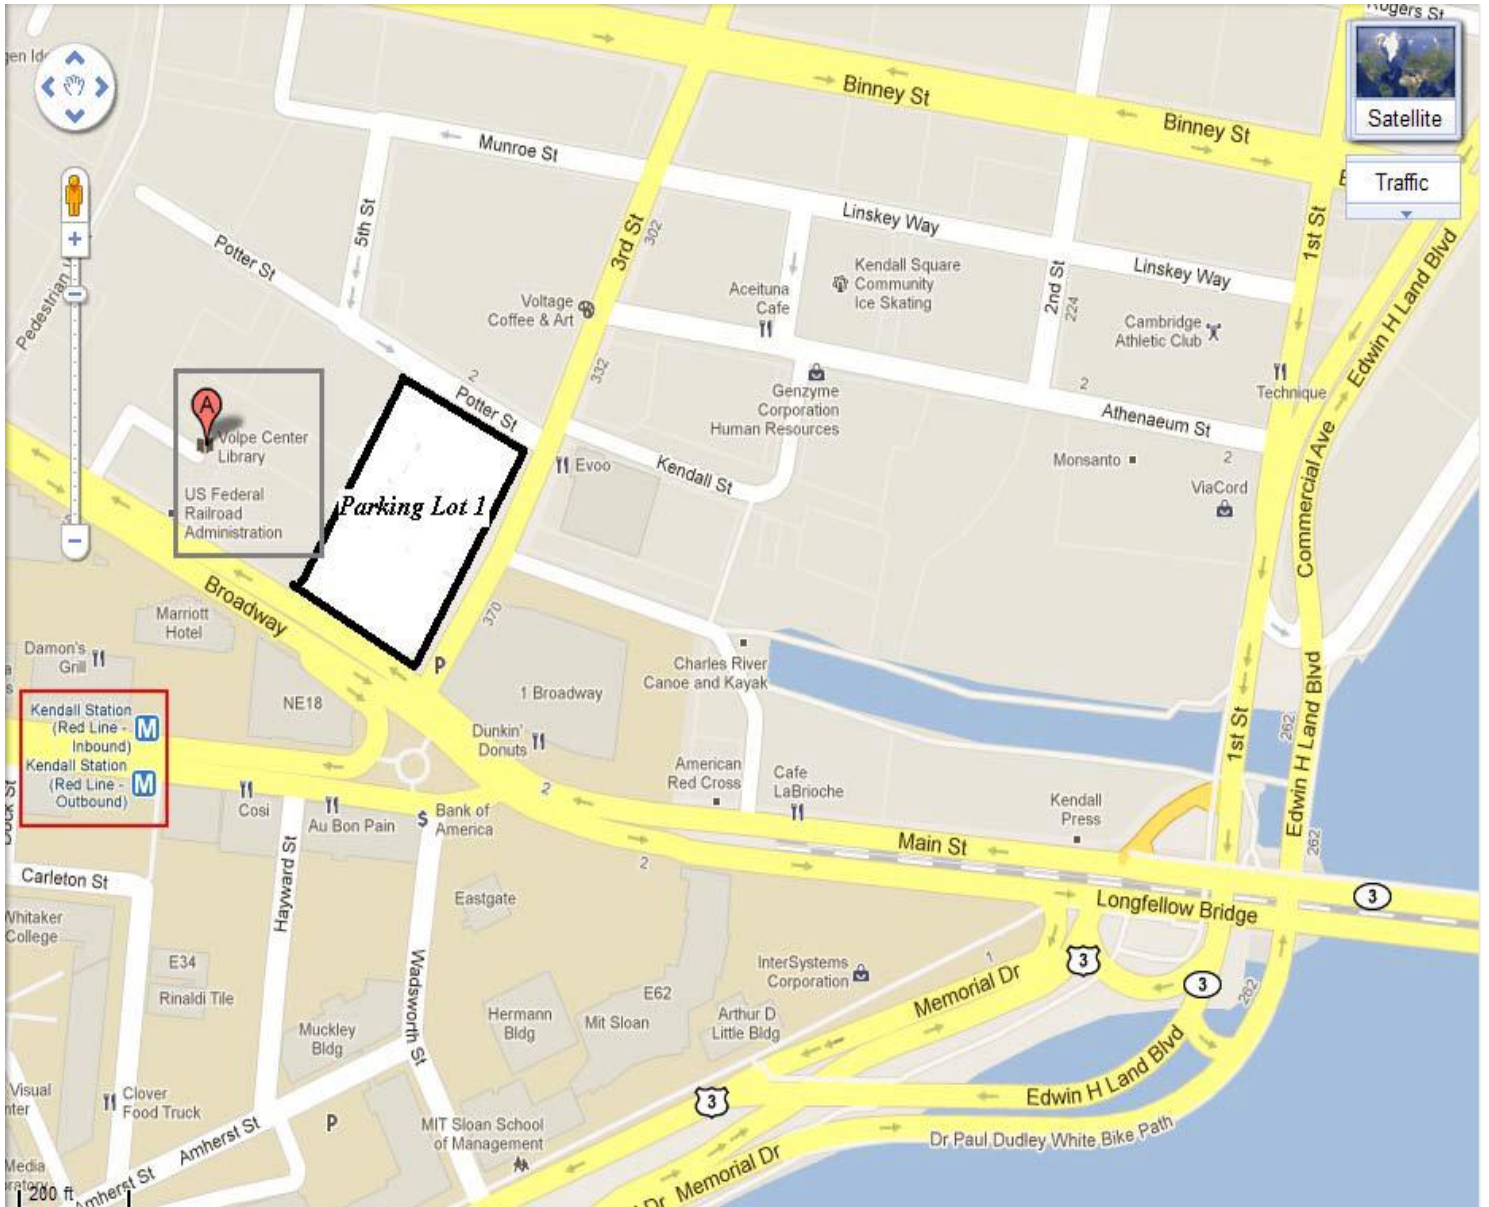 Rogers St
Satellite
Traffic
Binney St
Binney St
Munroe St
Linskey Way
Linskey Way
5th St
Potter St
3rd St
302
332
370
2nd St
224
1st St
Edwin H Land Blvd
Edwin H Land Blvd
Kendall Square
Community
Ice Skating
Aceituna
Cafe
Voltage
Coffee & Art
Cambridge
Athletic Club
Technique
Genzyme
Corporation
Human Resources
2
Athenaeum St
2
Monsanto
ViaCord
Commercial Ave
A
Volpe Center
Library
US Federal
Railroad
Administration
2
Potter St
Parking Lot 1
Evoo
Kendall St
Broadway
Marriott
Hotel
Damon's
Grill
Kendall Station
(Red Line -
Inbound)
Kendall Station
(Red Line -
Outbound)
M
M
NE18
P
1 Broadway
Dunkin'
Donuts
Charles River
Canoe and Kayak
American
Red Cross
Cafe
LaBrioche
Kendall
Press
1st St
262
Edwin H Land Blvd
262
Cosi
Au Bon Pain
$
Bank of
America
2
2
Main St
Longfellow Bridge
3
3
3
Carleton St
Hayward St
Whitaker
College
E34
Rinaldi Tile
Eastgate
Wadsworth St
InterSystems
Corporation
1
Memorial Dr
262
Muckley
Bldg
Hermann
Bldg
E62
Mit Sloan
Arthur D
Little Bldg
Edwin H Land Blvd
3
Clover
Food Truck
Amherst St
P
MIT Sloan School
of Management
Dr Paul Dudley White Bike Path
Dr
Memorial Dr
Visual
Media
Amherst St
200 ft